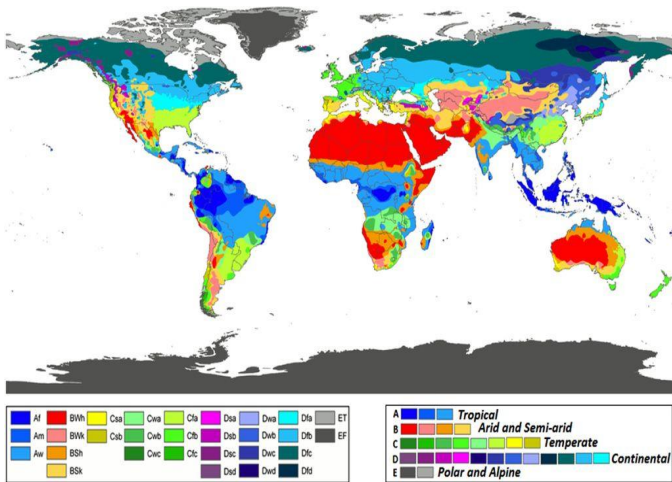 Af BWh Csa Cwa Cfa Dsa Dwa Dfa ET
Am BWk Csb Cwb Cfb Dsb Dwb Dfb EF
Aw BSh Cwc Cfc Dsc Dwc Dfc
BSk Dsd Dwd Dfd
A Tropical
B Arid and Semi-arid
C Temperate
D Continental
E Polar and Alpine